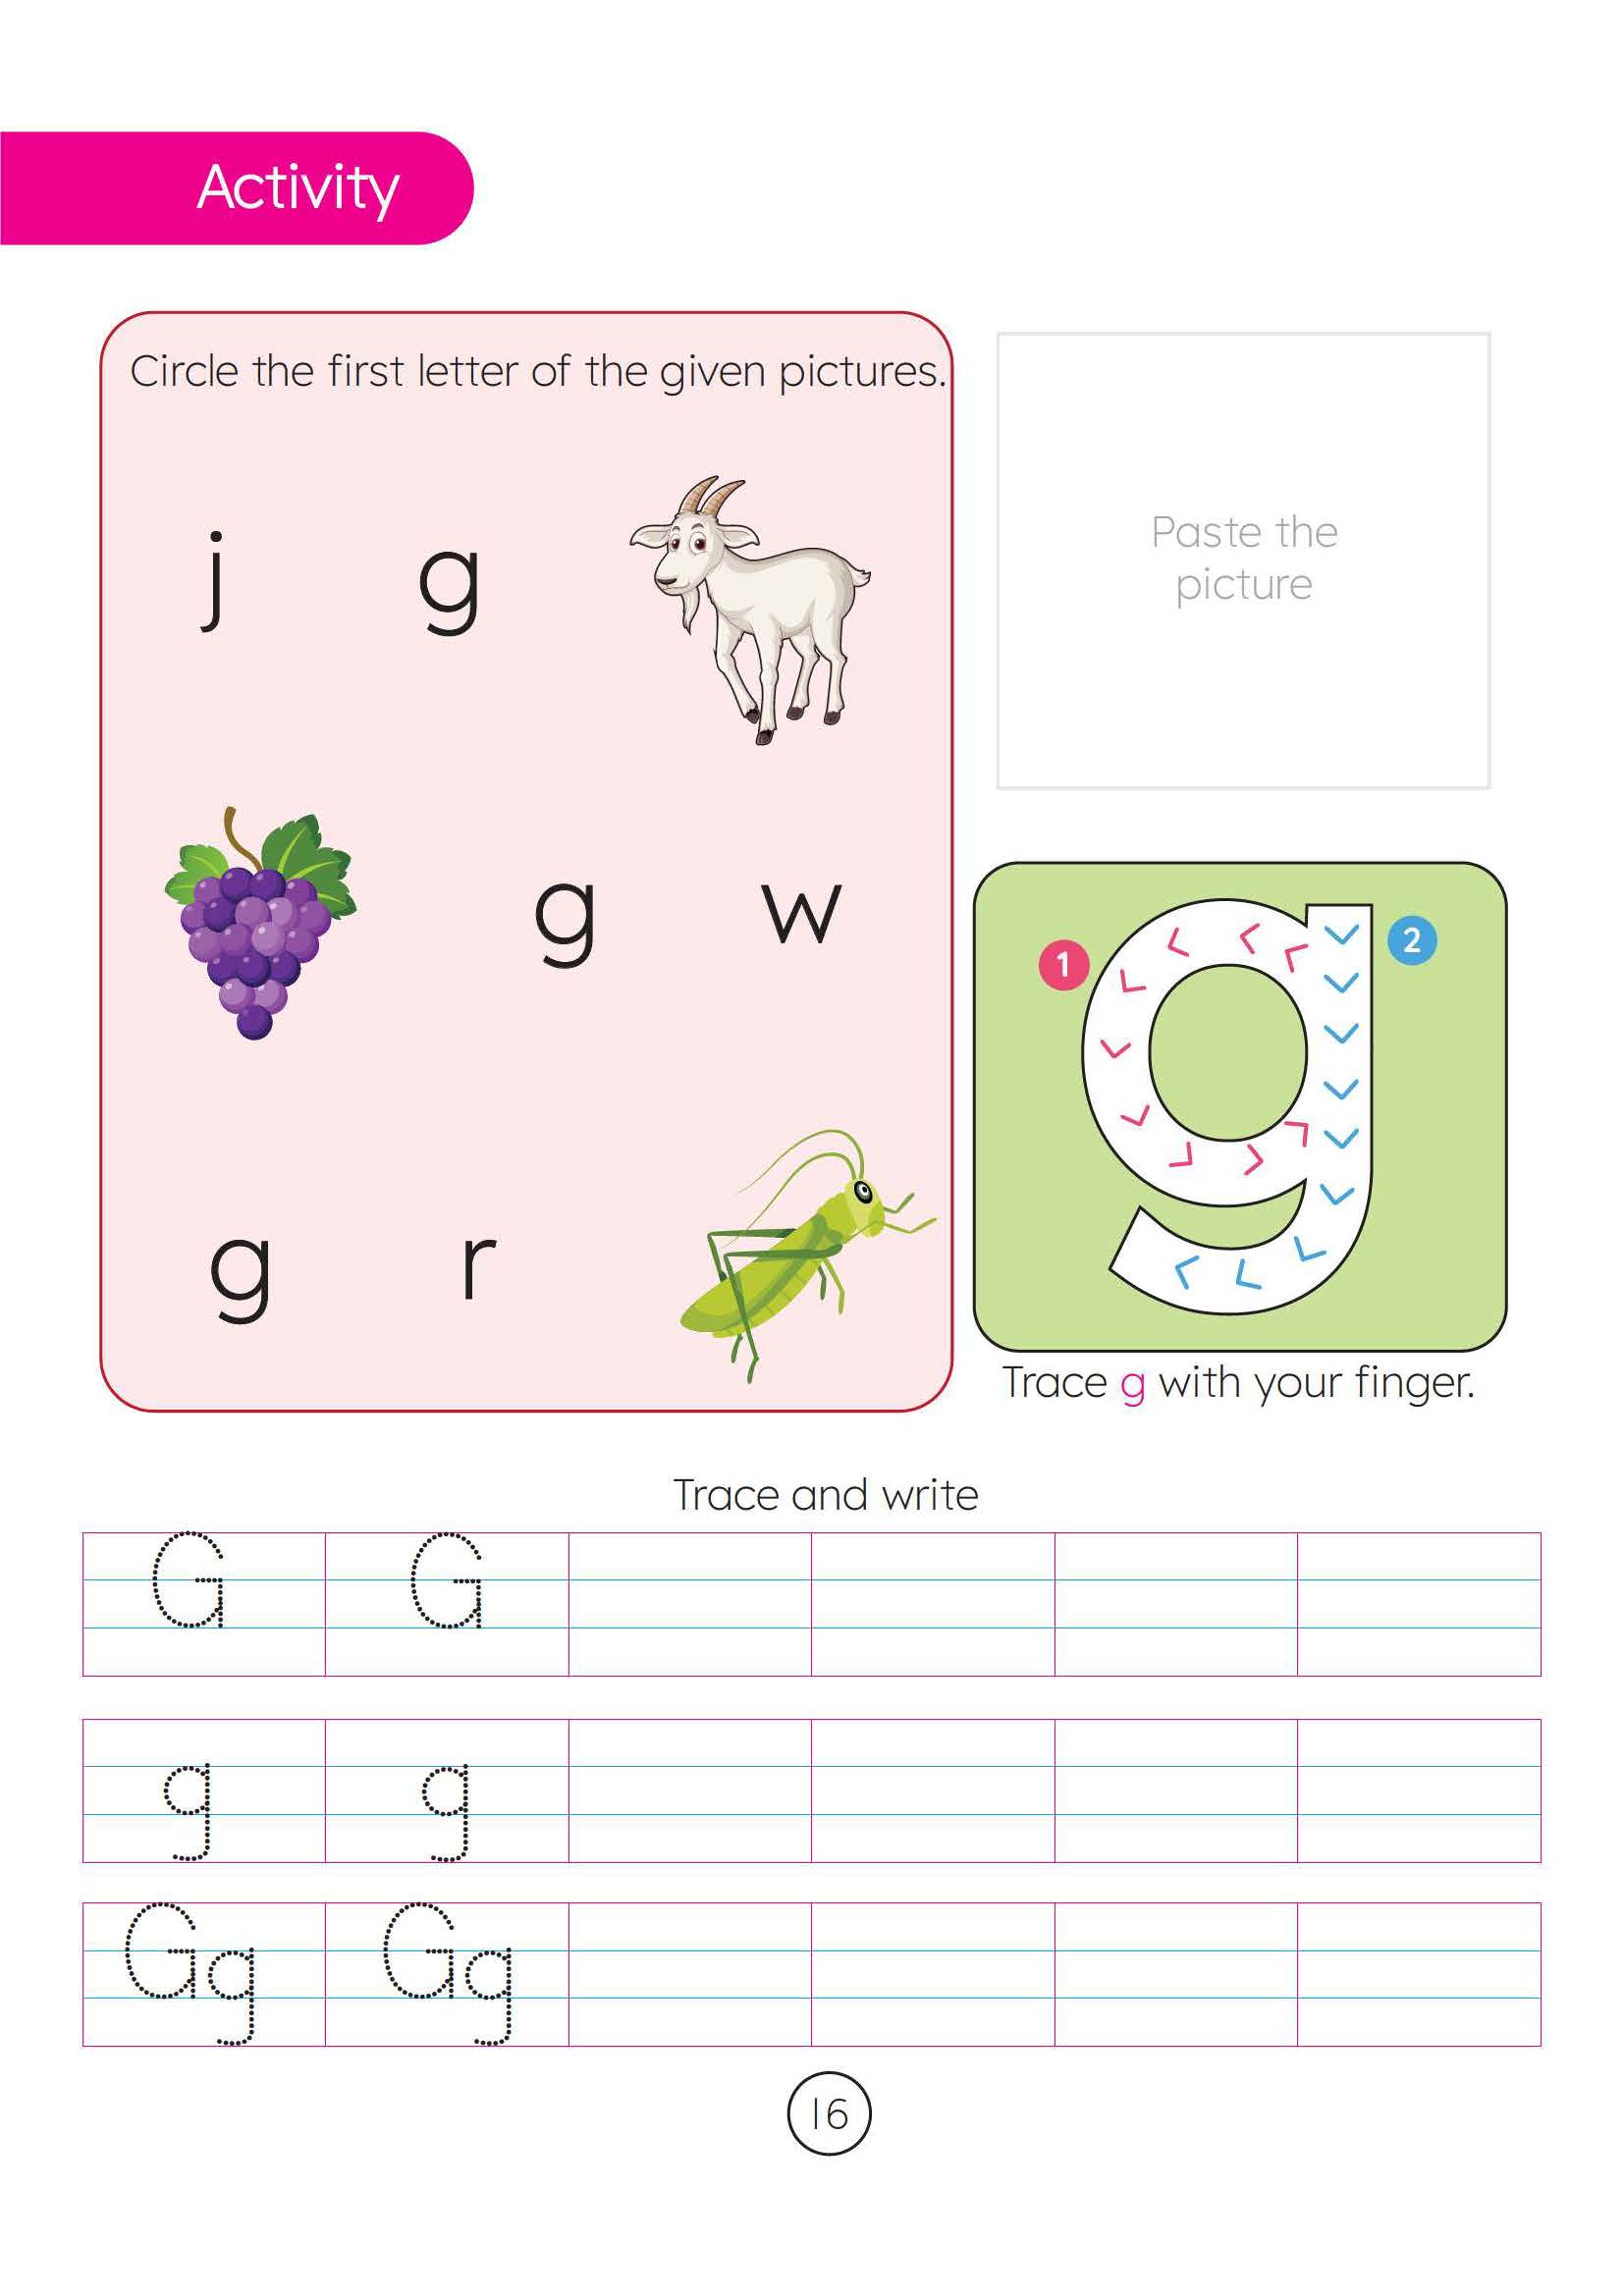 Activity
Circle the first letter of the given pictures.
j g
g w
g r
Paste the
picture
1 2
g
Trace g with your finger.
Trace and write
G G
g g
Gg Gg
16